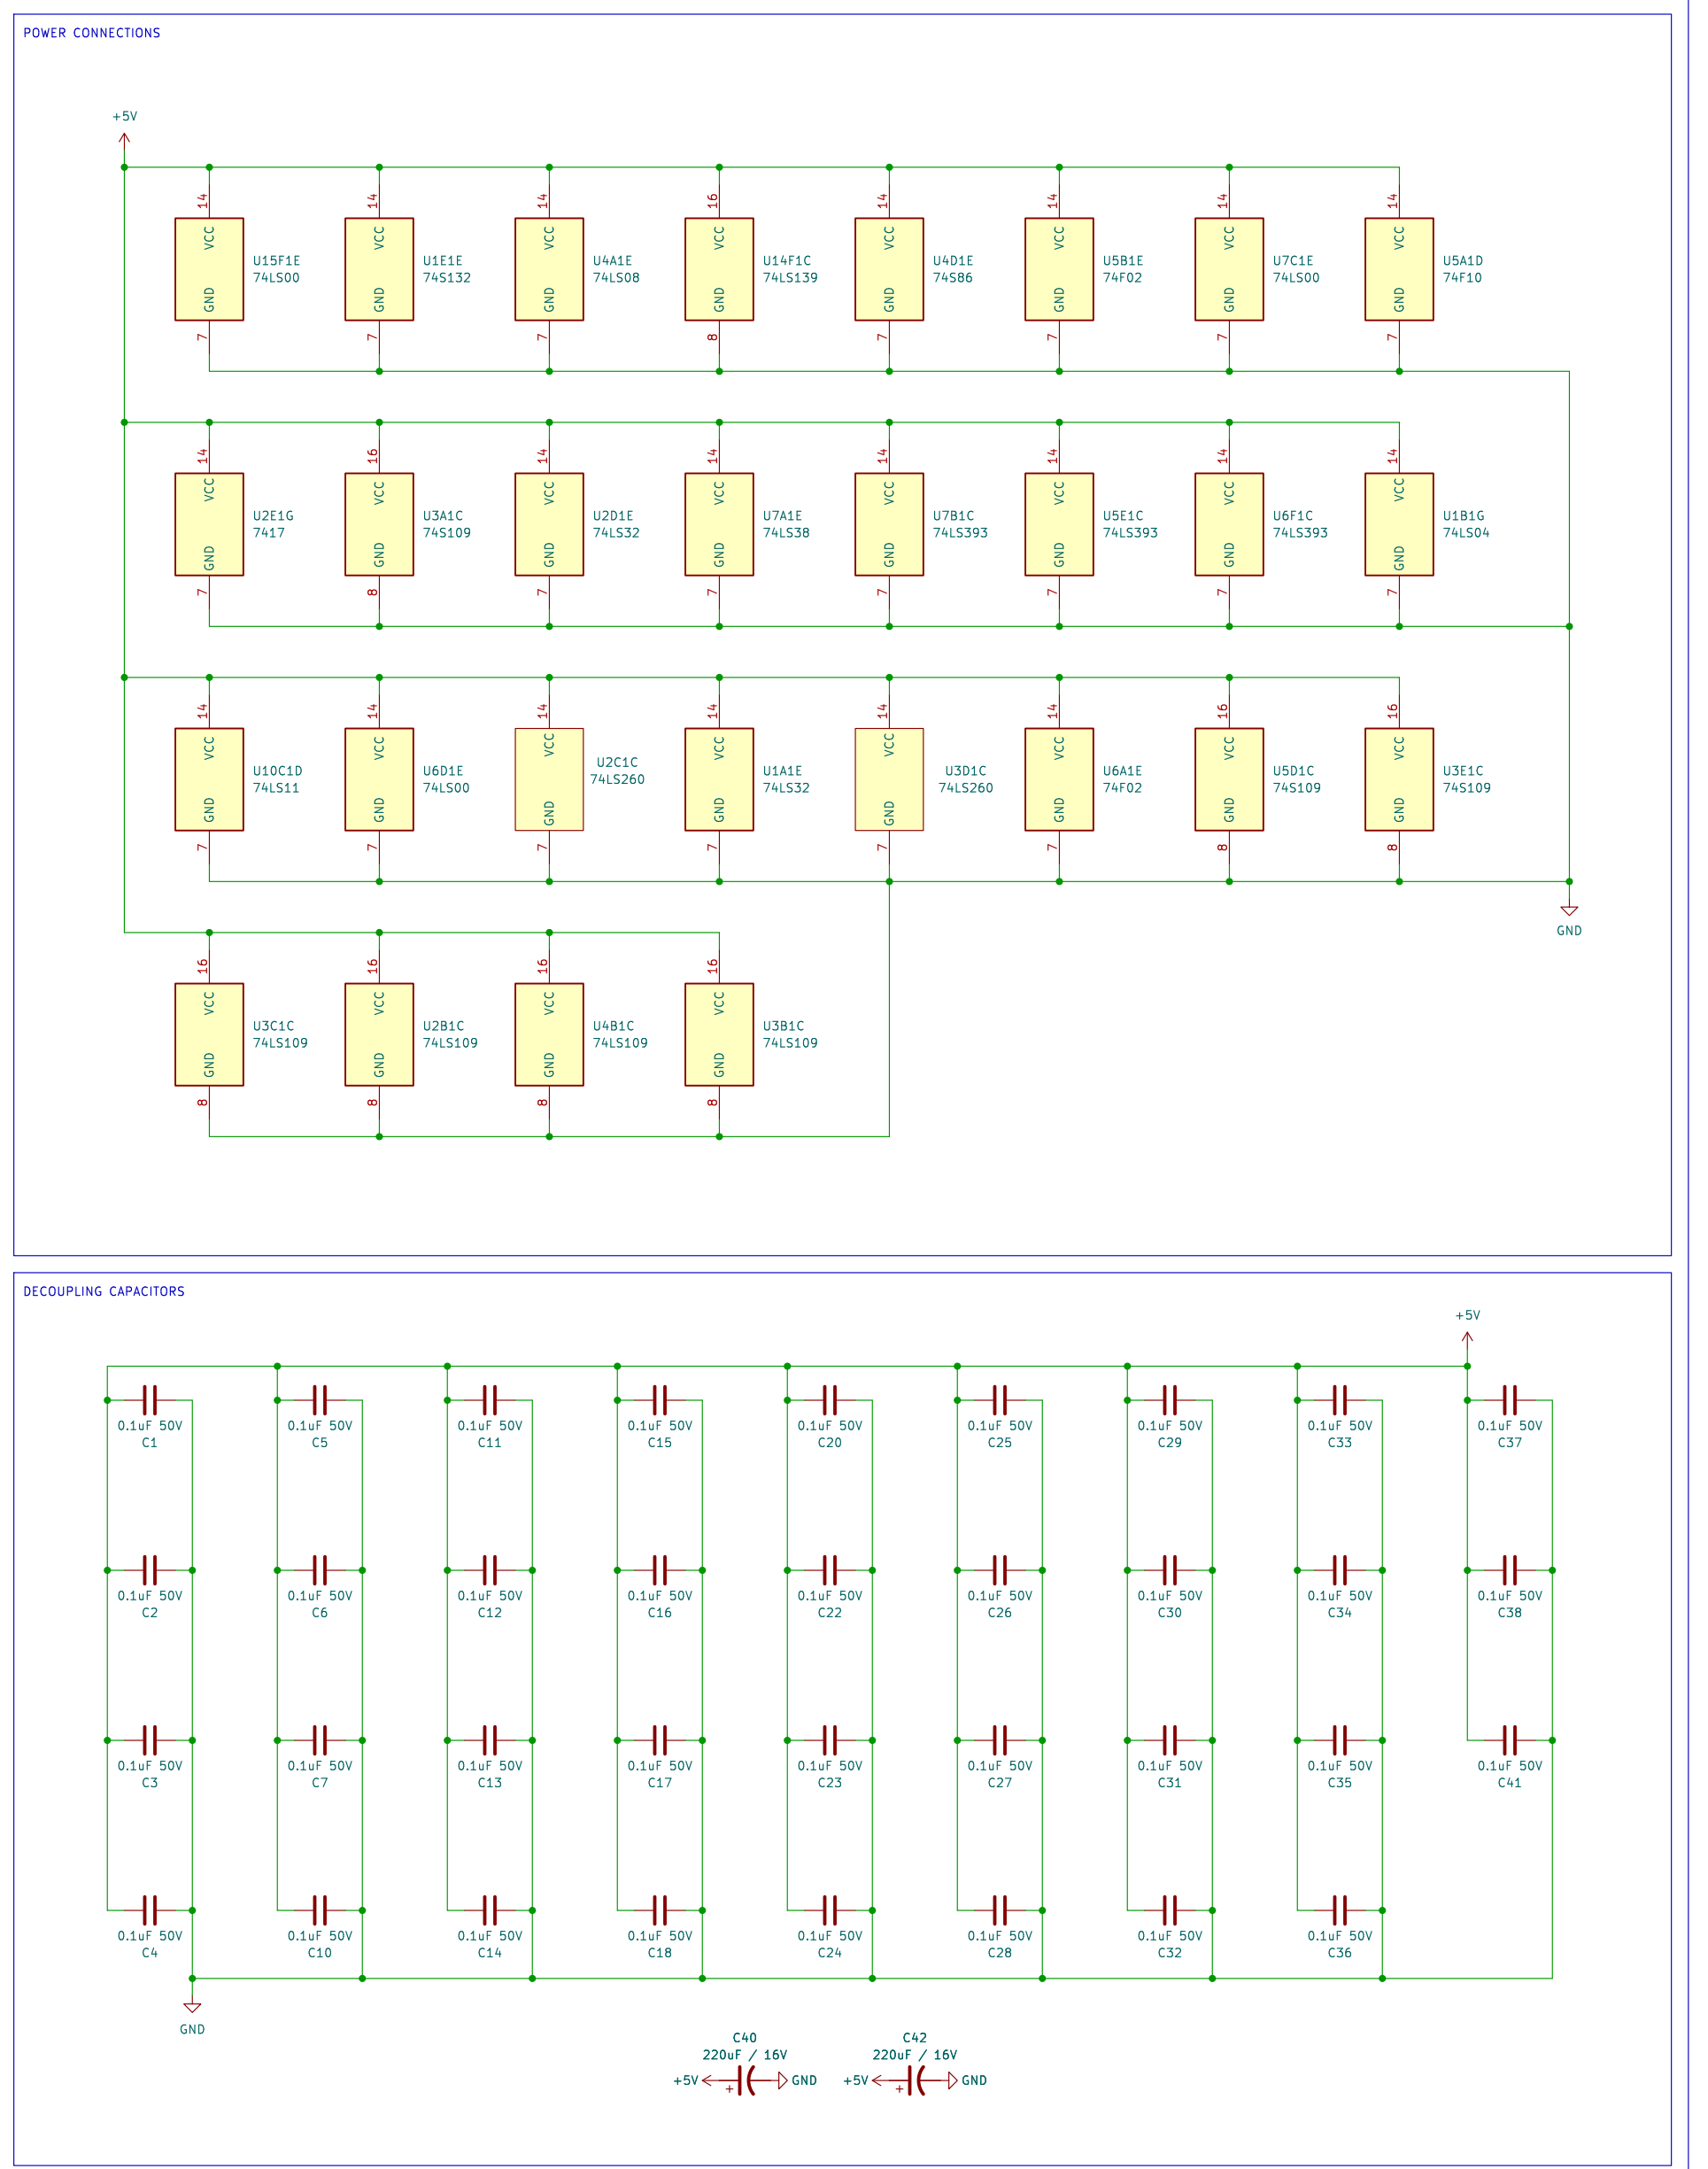 POWER CONNECTIONS
+5V
14 14 14 16 14 14 14 14
VCC VCC VCC VCC VCC VCC VCC VCC
U15F1E U1E1E U4A1E U14F1C U4D1E U5B1E U7C1E U5A1D
74LS00 74S132 74LS08 74LS139 74S86 74F02 74LS00 74F10
GND GND GND GND GND GND GND GND
7 7 7 8 7 7 7 7
14 16 14 14 14 14 14 14
VCC VCC VCC VCC VCC VCC VCC VCC
U2E1G U3A1C U2D1E U7A1E U7B1C U5E1C U6F1C U1B1G
7417 74S109 74LS32 74LS38 74LS393 74LS393 74LS393 74LS04
GND GND GND GND GND GND GND GND
7 8 7 7 7 7 7 7
14 14 14 14 14 14 16 16
VCC VCC VCC VCC VCC VCC VCC VCC
U10C1D U6D1E U2C1C U1A1E U3D1C U6A1E U5D1C U3E1C
74LS11 74LS00 74LS260 74LS32 74LS260 74F02 74S109 74S109
GND GND GND GND GND GND GND GND
7 7 7 7 7 7 8 8
GND
16 16 16 16
VCC VCC VCC VCC
U3C1C U2B1C U4B1C U3B1C
74LS109 74LS109 74LS109 74LS109
GND GND GND GND
8 8 8 8
DECOUPLING CAPACITORS
+5V
0.1uF 50V 0.1uF 50V 0.1uF 50V 0.1uF 50V 0.1uF 50V 0.1uF 50V 0.1uF 50V 0.1uF 50V 0.1uF 50V
C1 C5 C11 C15 C20 C25 C29 C33 C37
0.1uF 50V 0.1uF 50V 0.1uF 50V 0.1uF 50V 0.1uF 50V 0.1uF 50V 0.1uF 50V 0.1uF 50V 0.1uF 50V
C2 C6 C12 C16 C22 C26 C30 C34 C38
0.1uF 50V 0.1uF 50V 0.1uF 50V 0.1uF 50V 0.1uF 50V 0.1uF 50V 0.1uF 50V 0.1uF 50V 0.1uF 50V
C3 C7 C13 C17 C23 C27 C31 C35 C41
0.1uF 50V 0.1uF 50V 0.1uF 50V 0.1uF 50V 0.1uF 50V 0.1uF 50V 0.1uF 50V 0.1uF 50V
C4 C10 C14 C18 C24 C28 C32 C36
GND
C40 C42
220uF / 16V 220uF / 16V
+5V + GND +5V + GND